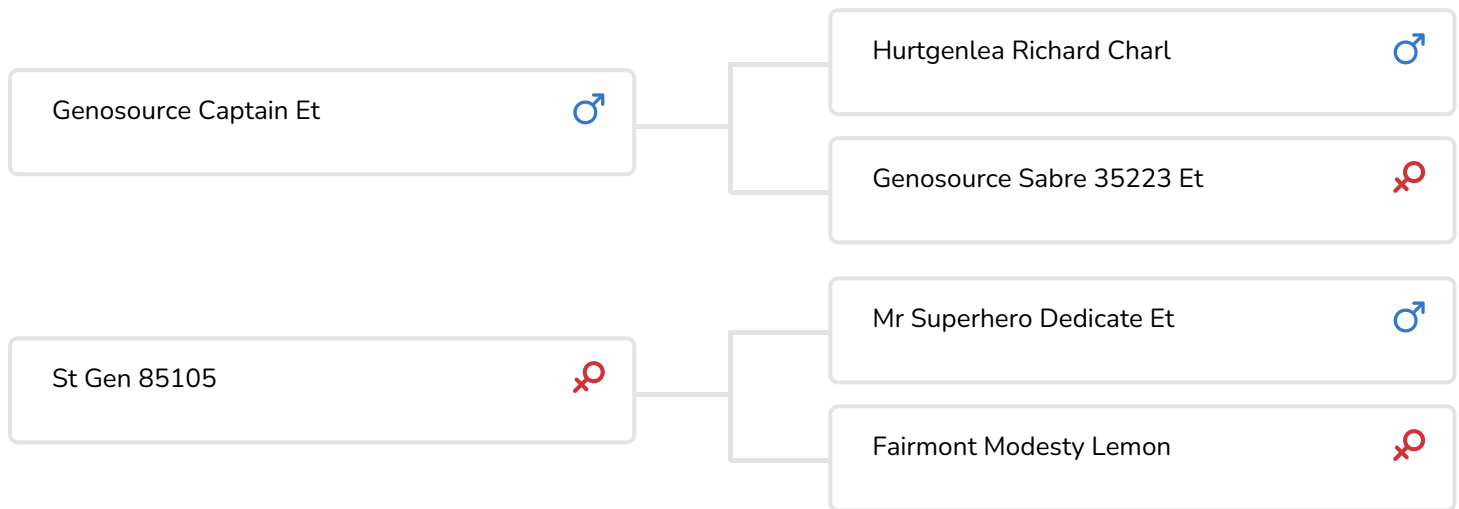 Hurtgenlea Richard Charl
Genosource Captain Et
Genosource Sabre 35223 Et
Mr Superhero Dedicate Et
St Gen 85105
Fairmont Modesty Lemon